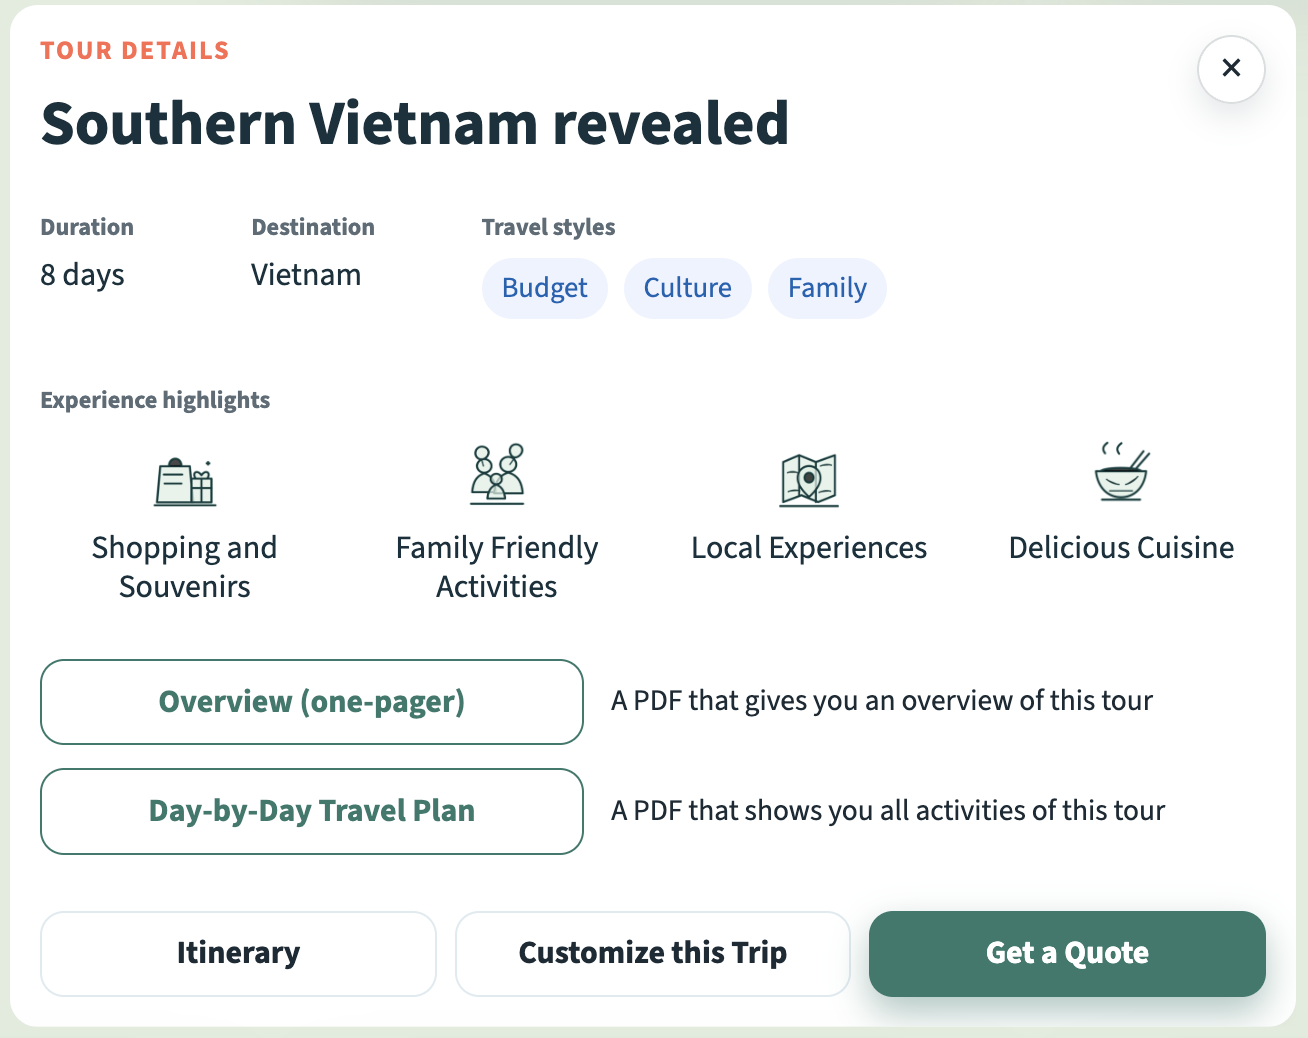 TOUR DETAILS
×
Southern Vietnam revealed
Duration
8 days
Destination
Vietnam
Travel styles
Budget
Culture
Family
Experience highlights
Shopping and
Souvenirs
Family Friendly
Activities
Local Experiences
Delicious Cuisine
Overview (one-pager)
A PDF that gives you an overview of this tour
Day-by-Day Travel Plan
A PDF that shows you all activities of this tour
Itinerary
Customize this Trip
Get a Quote